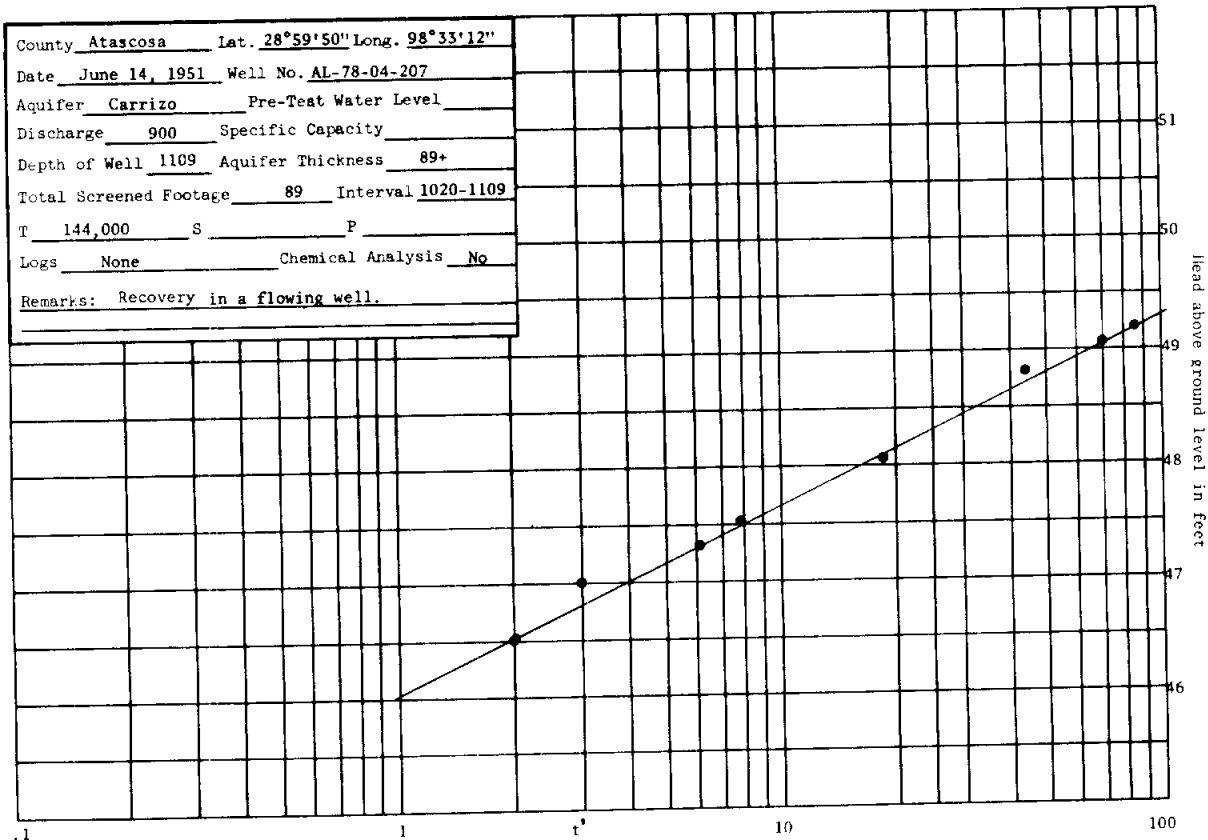 County Atascosa Lat. 28°59'50" Long. 98°33'12"
Date June 14, 1951 Well No. AL-78-04-207
Aquifer Carrizo Pre-Test Water Level
Discharge 900 Specific Capacity
Depth of Well 1109 Aquifer Thickness 89+
Total Screened Footage 89 Interval 1020-1109
T 144,000 S P
Logs None Chemical Analysis No
Remarks: Recovery in a flowing well.
51
50
49
48
47
46
Head above ground level in feet
.1 1 t' 10 100